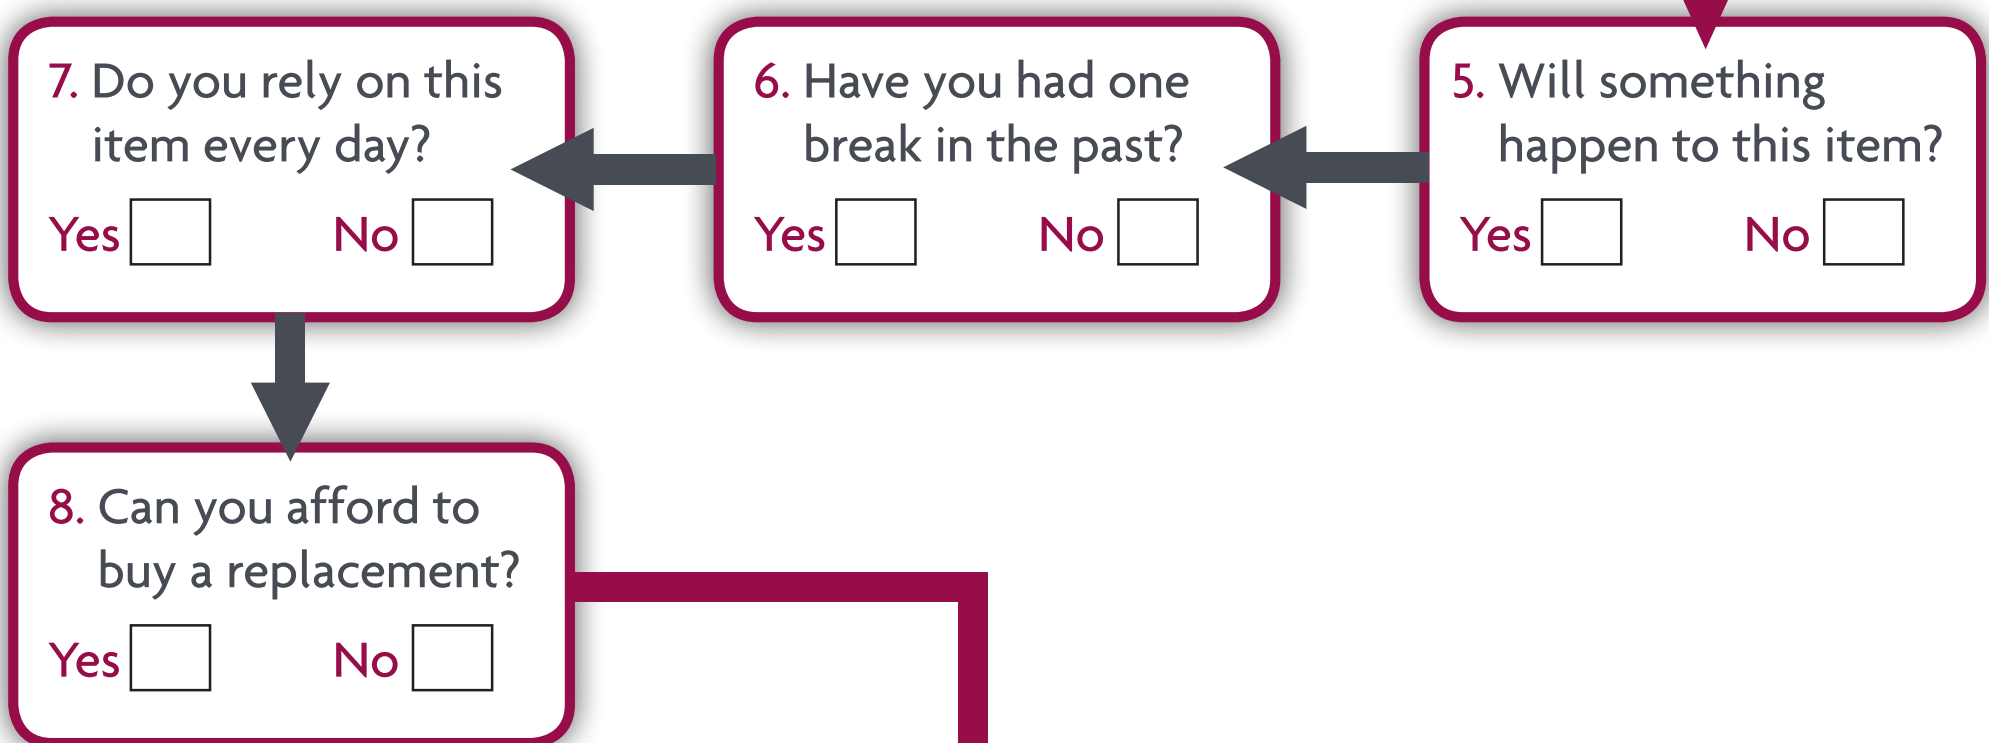 7. Do you rely on this
item every day?
Yes No
6. Have you had one
break in the past?
Yes No
5. Will something
happen to this item?
Yes No
8. Can you afford to
buy a replacement?
Yes No